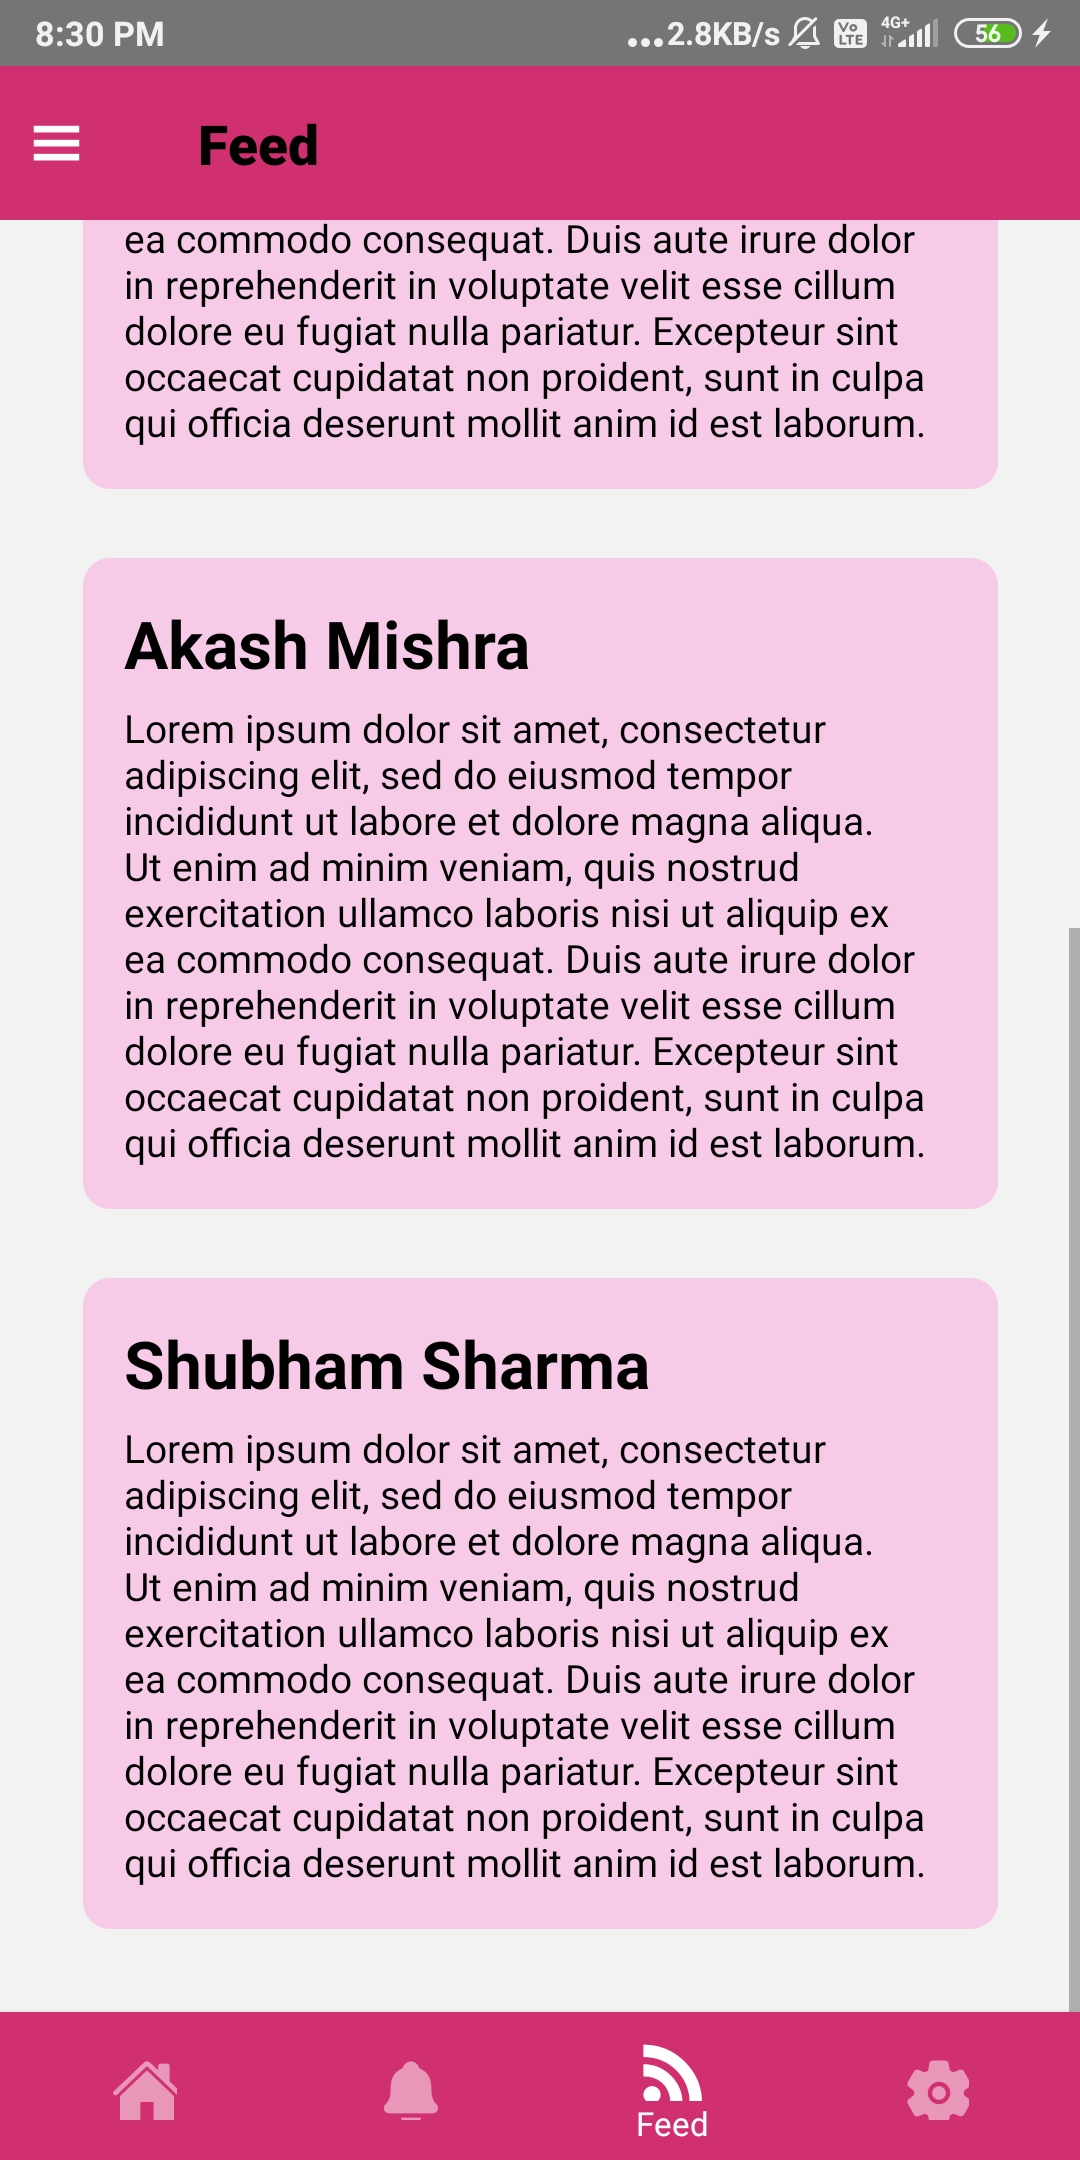 8:30 PM ...2.8KB/s Vo LTE 4G+ 56
Feed
ea commodo consequat. Duis aute irure dolor
in reprehenderit in voluptate velit esse cillum
dolore eu fugiat nulla pariatur. Excepteur sint
occaecat cupidatat non proident, sunt in culpa
qui officia deserunt mollit anim id est laborum.
Akash Mishra
Lorem ipsum dolor sit amet, consectetur
adipiscing elit, sed do eiusmod tempor
incididunt ut labore et dolore magna aliqua.
Ut enim ad minim veniam, quis nostrud
exercitation ullamco laboris nisi ut aliquip ex
ea commodo consequat. Duis aute irure dolor
in reprehenderit in voluptate velit esse cillum
dolore eu fugiat nulla pariatur. Excepteur sint
occaecat cupidatat non proident, sunt in culpa
qui officia deserunt mollit anim id est laborum.
Shubham Sharma
Lorem ipsum dolor sit amet, consectetur
adipiscing elit, sed do eiusmod tempor
incididunt ut labore et dolore magna aliqua.
Ut enim ad minim veniam, quis nostrud
exercitation ullamco laboris nisi ut aliquip ex
ea commodo consequat. Duis aute irure dolor
in reprehenderit in voluptate velit esse cillum
dolore eu fugiat nulla pariatur. Excepteur sint
occaecat cupidatat non proident, sunt in culpa
qui officia deserunt mollit anim id est laborum.
Feed